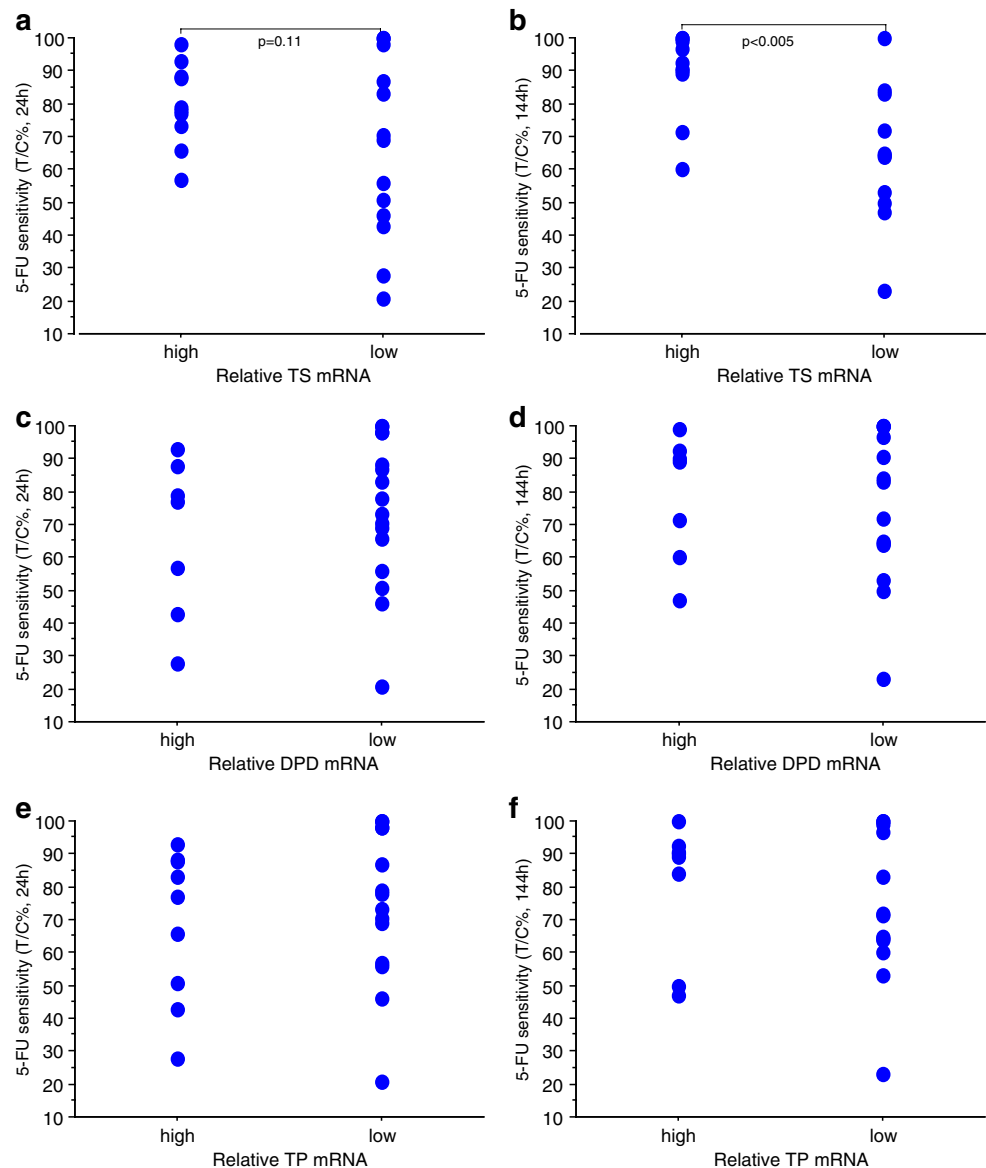 a
p=0.11
5-FU sensitivity (T/C%, 24h)
100
90
80
70
60
50
40
30
20
10
high
low
Relative TS mRNA
b
p<0.005
5-FU sensitivity (T/C%, 144h)
100
90
80
70
60
50
40
30
20
10
high
low
Relative TS mRNA
c
5-FU sensitivity (T/C%, 24h)
100
90
80
70
60
50
40
30
20
10
high
low
Relative DPD mRNA
d
5-FU sensitivity (T/C%, 144h)
100
90
80
70
60
50
40
30
20
10
high
low
Relative DPD mRNA
e
5-FU sensitivity (T/C%, 24h)
100
90
80
70
60
50
40
30
20
10
high
low
Relative TP mRNA
f
5-FU sensitivity (T/C%, 144h)
100
90
80
70
60
50
40
30
20
10
high
low
Relative TP mRNA